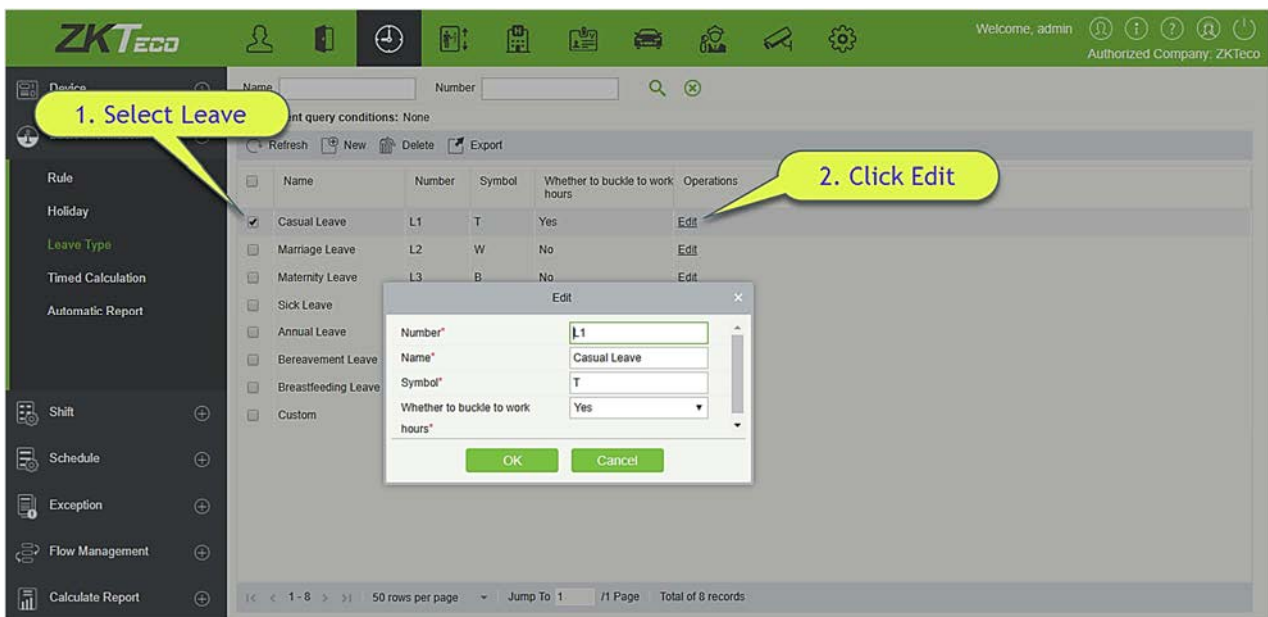 ZKTeco
Welcome, admin
Authorized Company: ZKTeco
Device
Name
Number
1. Select Leave
ent query conditions: None
Refresh New Delete Export
2. Click Edit
Rule
Holiday
Leave Type
Timed Calculation
Automatic Report
Name Number Symbol Whether to buckle to work hours Operations
Casual Leave L1 T Yes Edit
Marriage Leave L2 W No Edit
Maternity Leave L3 B No Edit
Sick Leave
Annual Leave
Bereavement Leave
Breastfeeding Leave
Custom
Edit
Number* L1
Name* Casual Leave
Symbol* T
Whether to buckle to work Yes
hours*
OK Cancel
Shift
Schedule
Exception
Flow Management
Calculate Report
1 - 8 50 rows per page Jump To 1 /1 Page Total of 8 records